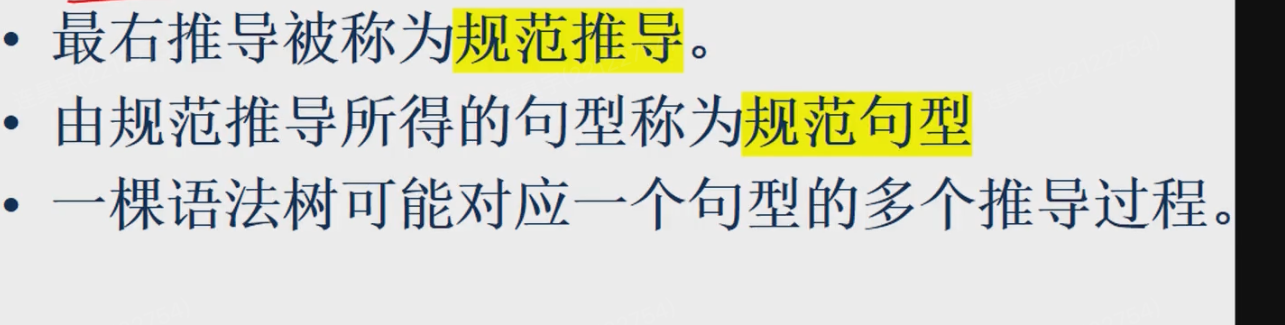 • 最右推导被称为规范推导。
• 由规范推导所得的句型称为规范句型
• 一棵语法树可能对应一个句型的多个推导过程。